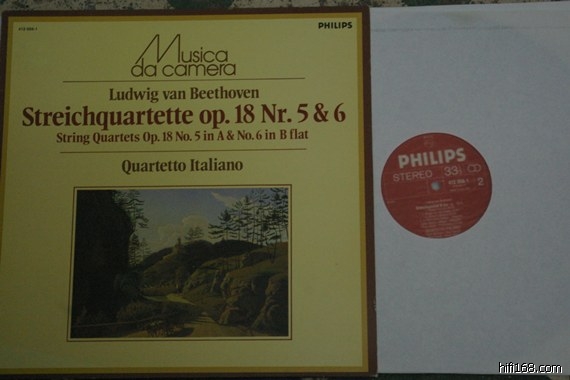 PHILIPS
Musica
da camera
Ludwig van Beethoven
Streichquartette op. 18 Nr. 5 & 6
String Quartets Op. 18 No. 5 in A & No. 6 in B flat
Quartetto Italiano
PHILIPS
STEREO 33
2
hifi168.com